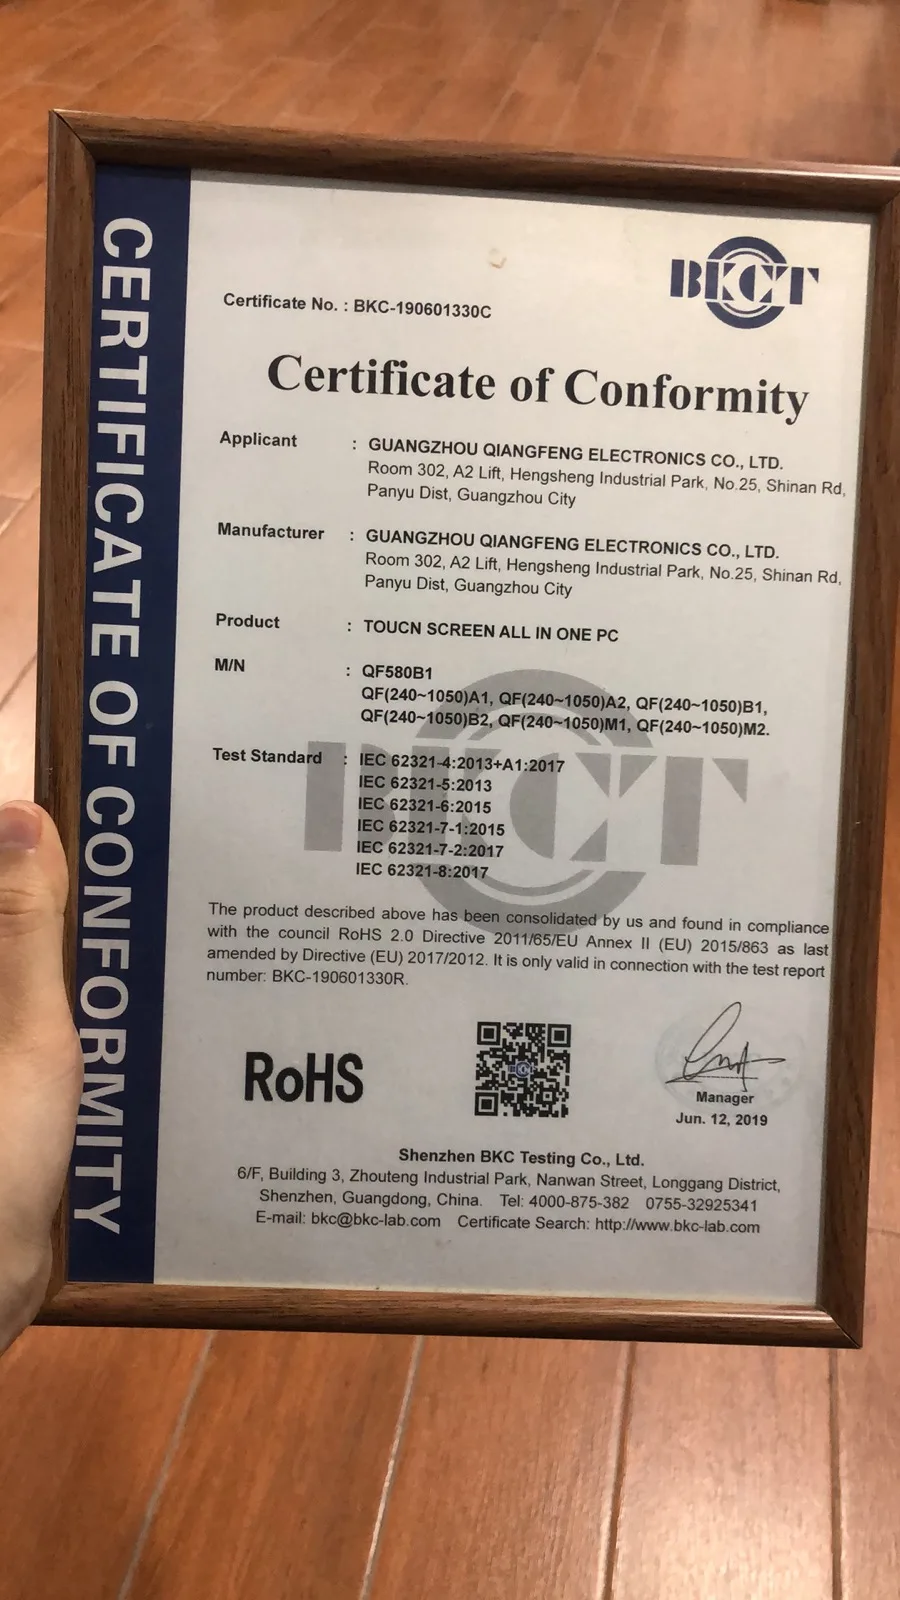 CERTIFICATE OF CONFORMITY
BKCT
Certificate No. : BKC-190601330C
Certificate of Conformity
Applicant : GUANGZHOU QIANGFENG ELECTRONICS CO., LTD.
Room 302, A2 Lift, Hengsheng Industrial Park, No.25, Shinan Rd,
Panyu Dist, Guangzhou City
Manufacturer : GUANGZHOU QIANGFENG ELECTRONICS CO., LTD.
Room 302, A2 Lift, Hengsheng Industrial Park, No.25, Shinan Rd,
Panyu Dist, Guangzhou City
Product : TOUCN SCREEN ALL IN ONE PC
M/N : QF580B1
QF(240~1050)A1, QF(240~1050)A2, QF(240~1050)B1,
QF(240~1050)B2, QF(240~1050)M1, QF(240~1050)M2.
BKCT
Test Standard : IEC 62321-4:2013+A1:2017
IEC 62321-5:2013
IEC 62321-6:2015
IEC 62321-7-1:2015
IEC 62321-7-2:2017
IEC 62321-8:2017
The product described above has been consolidated by us and found in compliance
with the council RoHS 2.0 Directive 2011/65/EU Annex II (EU) 2015/863 as last
amended by Directive (EU) 2017/2012. It is only valid in connection with the test report
number: BKC-190601330R.
RoHS
Manager
Jun. 12, 2019
Shenzhen BKC Testing Co., Ltd.
6/F, Building 3, Zhouteng Industrial Park, Nanwan Street, Longgang District,
Shenzhen, Guangdong, China. Tel: 4000-875-382 0755-32925341
E-mail: bkc@bkc-lab.com Certificate Search: http://www.bkc-lab.com